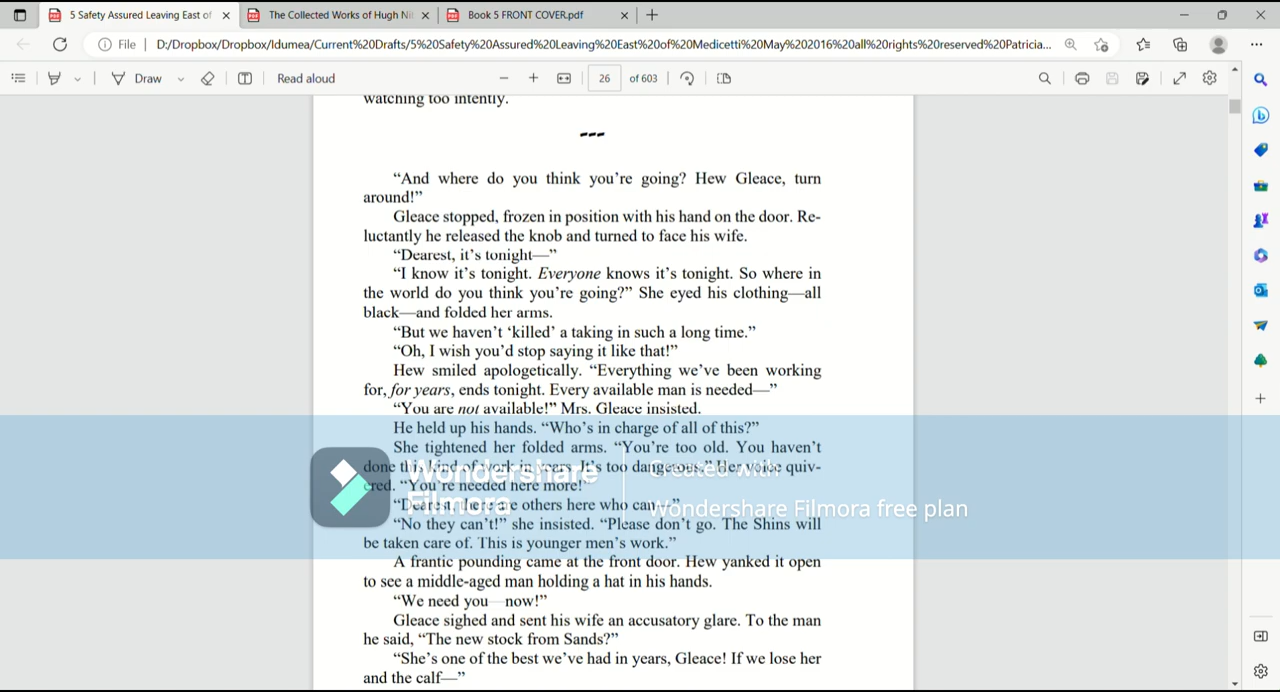 5 Safety Assured Leaving East of
The Collected Works of Hugh Ni
Book 5 FRONT COVER.pdf
File
D:/Dropbox/Dropbox/Idumea/Current%20Drafts/5%20Safety%20Assured%20Leaving%20East%20of%20Medicetti%20May%202016%20all%20rights%20reserved%20Patricia...
Draw
Read aloud
26 of 603
watching too intently.
~~~
“And where do you think you’re going? Hew Gleace, turn
around!”
Gleace stopped, frozen in position with his hand on the door. Re-
luctantly he released the knob and turned to face his wife.
“Dearest, it’s tonight—”
“I know it’s tonight. Everyone knows it’s tonight. So where in
the world do you think you’re going?” She eyed his clothing—all
black—and folded her arms.
“But we haven’t ‘killed’ a taking in such a long time.”
“Oh, I wish you’d stop saying it like that!”
Hew smiled apologetically. “Everything we’ve been working
for, for years, ends tonight. Every available man is needed—”
“You are not available!” Mrs. Gleace insisted.
He held up his hands. “Who’s in charge of all of this?”
She tightened her folded arms. “You’re too old. You haven’t
done this kind of work in years. It’s too dangerous.” Her voice quiv-
ered. “You’re needed here more!”
“Dearest, there are others here who can—”
“No they can’t!” she insisted. “Please don’t go. The Shins will
be taken care of. This is younger men’s work.”
A frantic pounding came at the front door. Hew yanked it open
to see a middle-aged man holding a hat in his hands.
“We need you—now!”
Gleace sighed and sent his wife an accusatory glare. To the man
he said, “The new stock from Sands?”
“She’s one of the best we’ve had in years, Gleace! If we lose her
and the calf—”
Wondershare
Filmora
Created with
Wondershare Filmora free plan